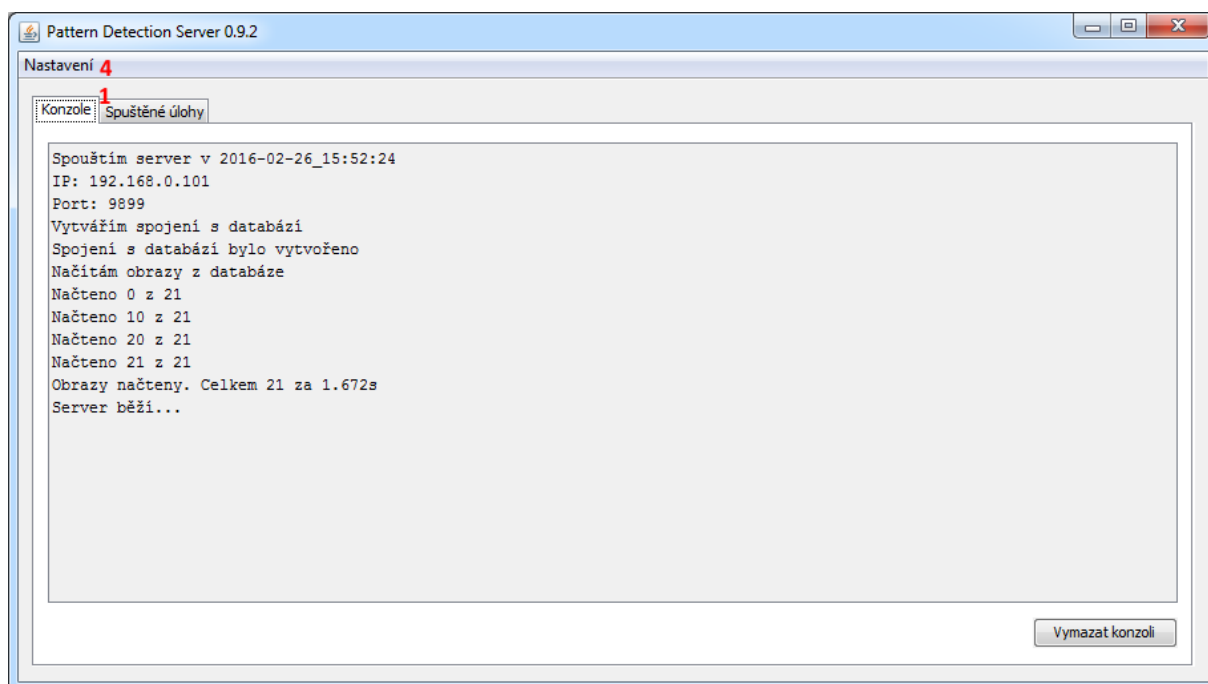 Pattern Detection Server 0.9.2
Nastavení 4
1
Konzole Spuštěné úlohy
Spouštím server v 2016-02-26_15:52:24
IP: 192.168.0.101
Port: 9899
Vytvářím spojení s databází
Spojení s databází bylo vytvořeno
Načítám obrazy z databáze
Načteno 0 z 21
Načteno 10 z 21
Načteno 20 z 21
Načteno 21 z 21
Obrazy načteny. Celkem 21 za 1.672s
Server běží...
Vymazat konzoli